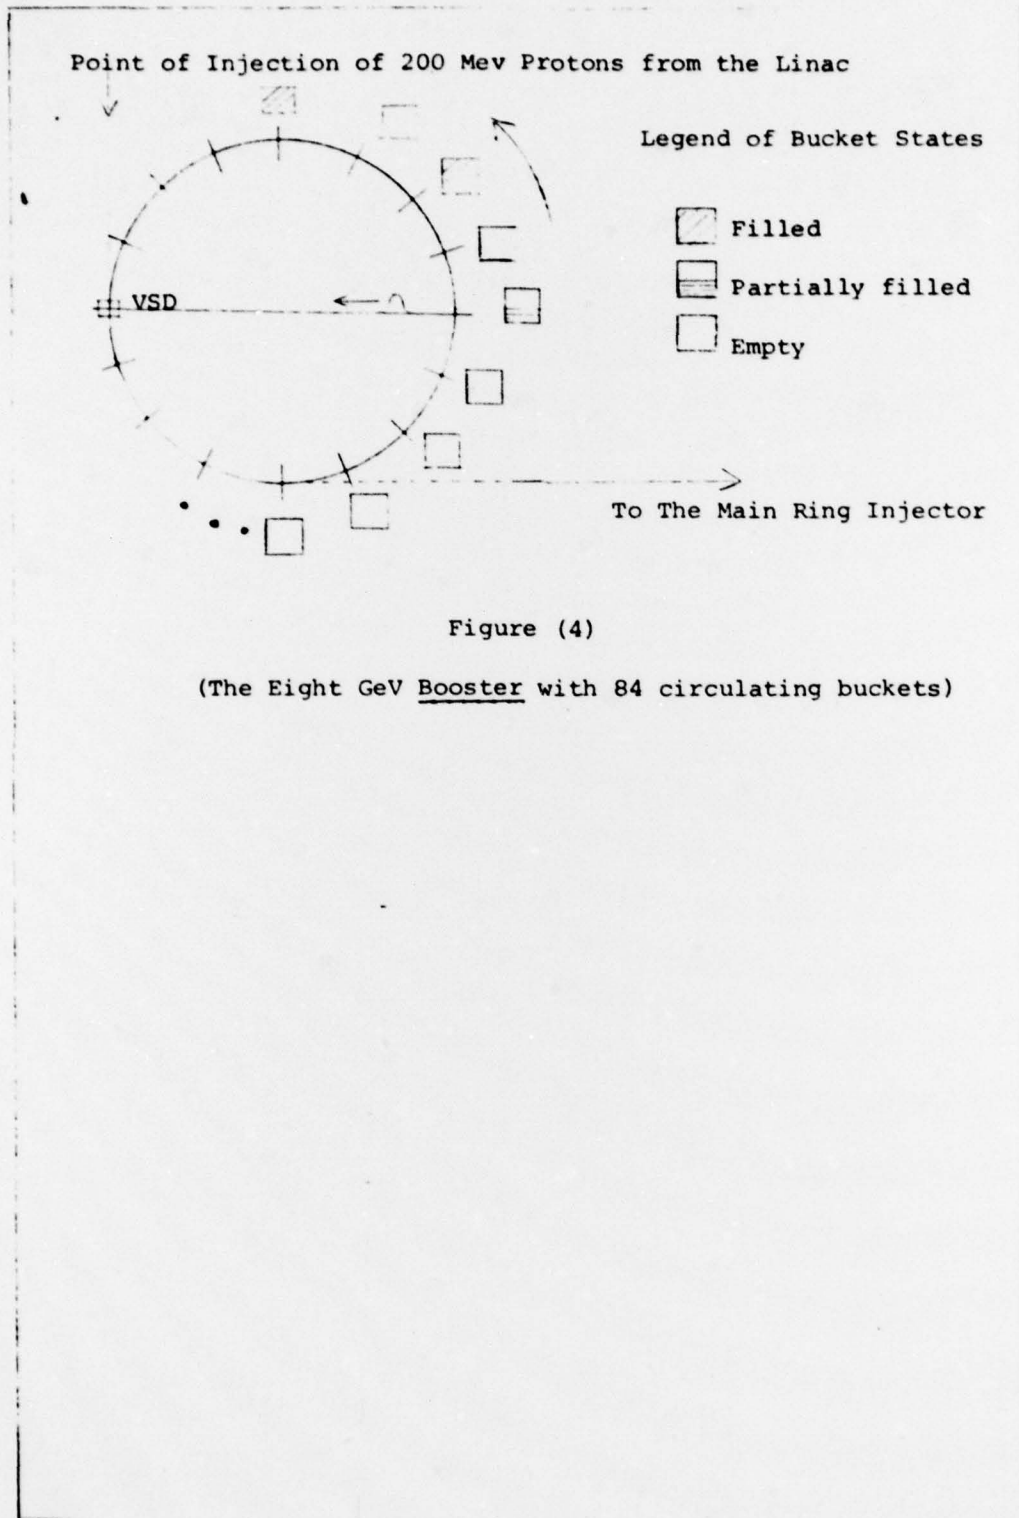 Point of Injection of 200 Mev Protons from the Linac
Legend of Bucket States
Filled
VSD
Partially filled
Empty
To The Main Ring Injector
Figure (4)
(The Eight GeV Booster with 84 circulating buckets)